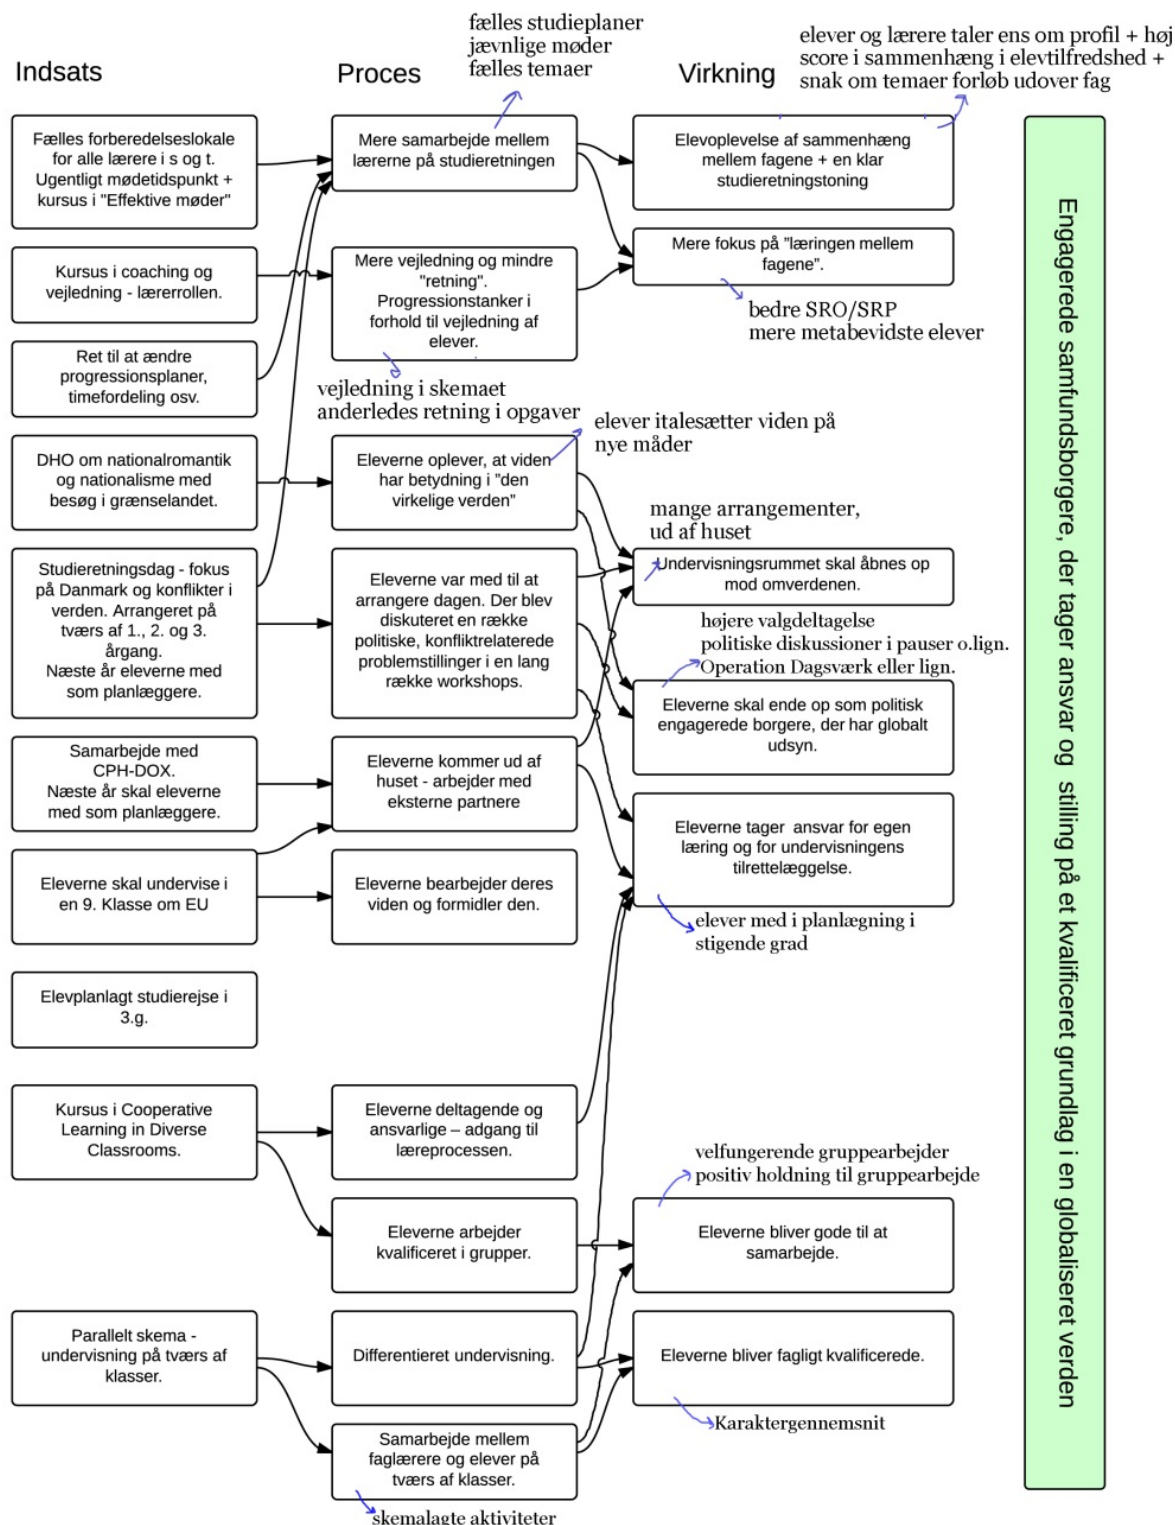 fælles studieplaner
jævnlige møder
fælles temaer
elever og lærere taler ens om profil + høj
score i sammenhæng i elevtilfredshed +
snak om temaer forløb udover fag
Indsats
Proces
Virkning
Fælles forberedelseslokale
for alle lærere i s og t.
Ugentligt mødetidspunkt +
kursus i "Effektive møder"
Mere samarbejde mellem
lærerne på studieretningen
Elevoplevelse af sammenhæng
mellem fagene + en klar
studieretningstoning
Mere fokus på ”læringen mellem
fagene”.
bedre SRO/SRP
mere metabevidste elever
Kursus i coaching og
vejledning - lærerrollen.
Mere vejledning og mindre
"retning".
Progressionstanker i
forhold til vejledning af
elever.
vejledning i skemaet
anderledes retning i opgaver
Ret til at ændre
progressionsplaner,
timefordeling osv.
DHO om nationalromantik
og nationalisme med
besøg i grænselandet.
Eleverne oplever, at viden
har betydning i ”den
virkelige verden”
elever italesætter viden på
nye måder
mange arrangementer,
ud af huset
Undervisningsrummet skal åbnes op
mod omverdenen.
Studieretningsdag - fokus
på Danmark og konflikter i
verden. Arrangeret på
tværs af 1., 2. og 3.
årgang.
Næste år eleverne med
som planlæggere.
Eleverne var med til at
arrangere dagen. Der blev
diskuteret en række
politiske, konfliktrelaterede
problemstillinger i en lang
række workshops.
højere valgdeltagelse
politiske diskussioner i pauser o.lign.
Operation Dagsværk eller lign.
Eleverne skal ende op som politisk
engagerede borgere, der har globalt
udsyn.
Samarbejde med
CPH-DOX.
Næste år skal eleverne
med som planlæggere.
Eleverne kommer ud af
huset - arbejder med
eksterne partnere
Eleverne tager  ansvar for egen
læring og for undervisningens
tilrettelæggelse.
elever med i planlægning i
stigende grad
Eleverne skal undervise i
en 9. Klasse om EU
Eleverne bearbejder deres
viden og formidler den.
Elevplanlagt studierejse i
3.g.
Kursus i Cooperative
Learning in Diverse
Classrooms.
Eleverne deltagende og
ansvarlige – adgang til
læreprocessen.
Eleverne arbejder
kvalificeret i grupper.
velfungerende gruppearbejder
positiv holdning til gruppearbejde
Eleverne bliver gode til at
samarbejde.
Parallelt skema -
undervisning på tværs af
klasser.
Differentieret undervisning.
Eleverne bliver fagligt kvalificerede.
Karaktergennemsnit
Samarbejde mellem
faglærere og elever på
tværs af klasser.
skemalagte aktiviteter
Engagerede samfundsborgere, der tager ansvar og  stilling på et kvalificeret grundlag i en globaliseret verden